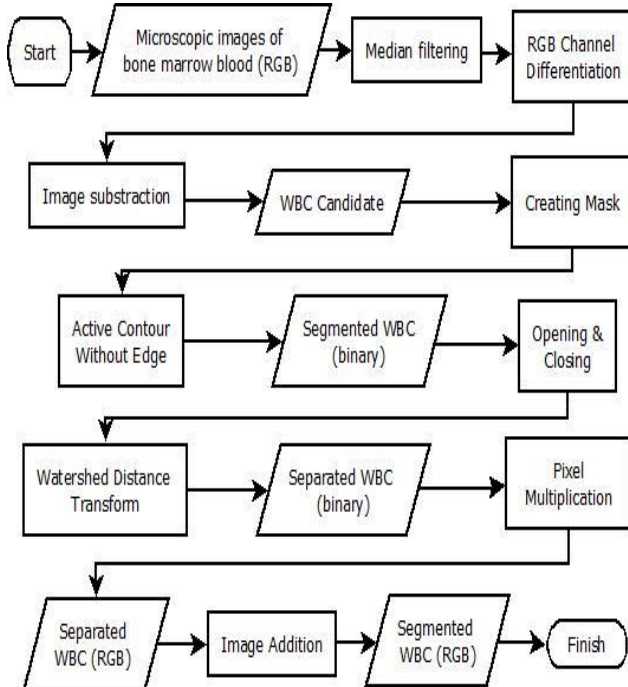 Start
Microscopic images of
bone marrow blood (RGB)
Median filtering
RGB Channel
Differentiation
Image substraction
WBC Candidate
Creating Mask
Active Contour
Without Edge
Segmented WBC
(binary)
Opening &
Closing
Watershed Distance
Transform
Separated WBC
(binary)
Pixel
Multiplication
Separated
WBC (RGB)
Image Addition
Segmented
WBC (RGB)
Finish